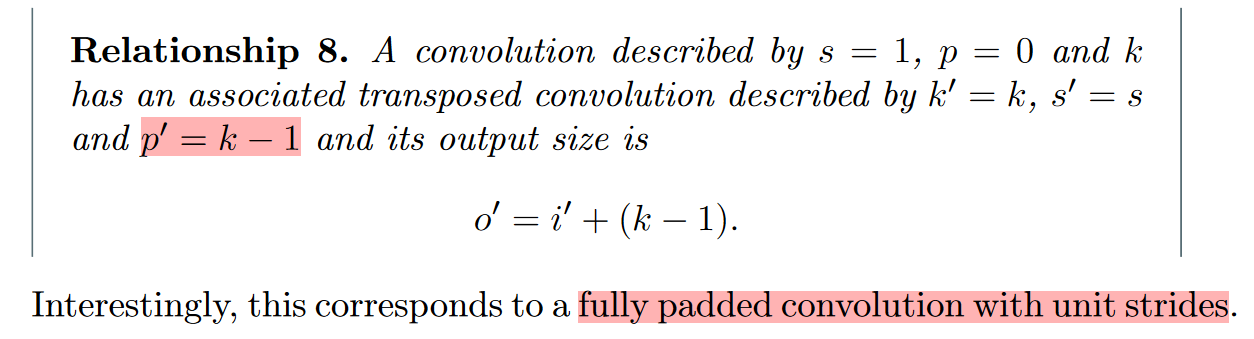 Relationship 8. A convolution described by s = 1, p = 0 and k
has an associated transposed convolution described by k′ = k, s′ = s
and p′ = k − 1 and its output size is
o′ = i′ + (k − 1).
Interestingly, this corresponds to a fully padded convolution with unit strides.